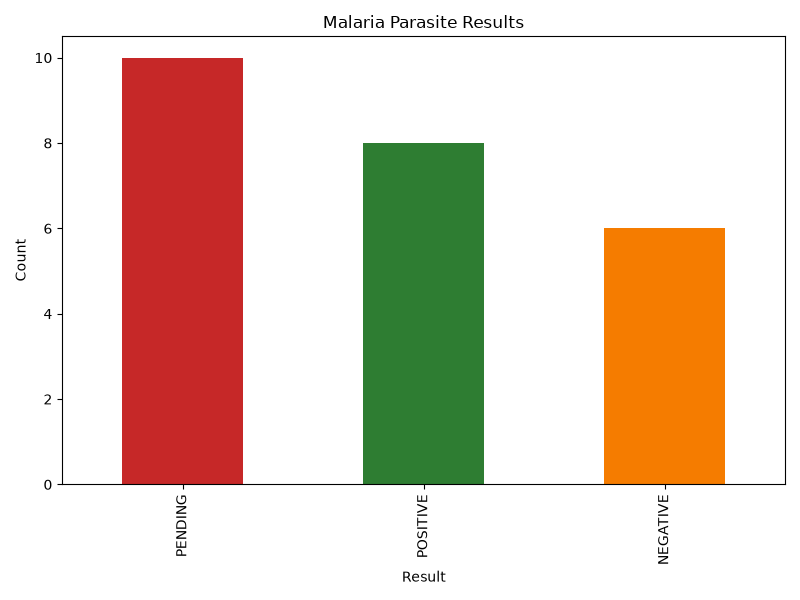 Malaria Parasite Results
10
8
6
4
2
0
Count
PENDING
POSITIVE
NEGATIVE
Result